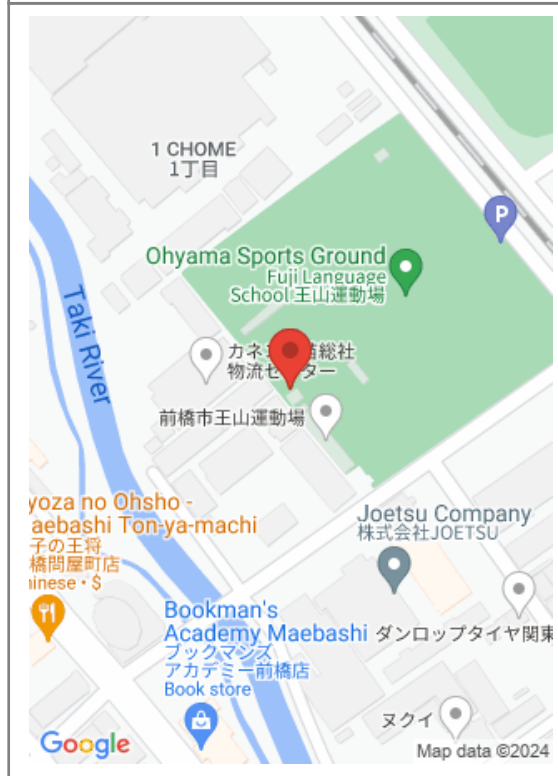 1 CHOME
1丁目
Ohyama Sports Ground
Fuji Language
School 王山運動場
P
Taki River
カネ
総社
物流セ
ター
前橋市王山運動場
yoza no Ohsho -
aebashi Ton-ya-machi
子の王将
橋問屋町店
hinese・$
Joetsu Company
株式会社JOETSU
Bookman's
Academy Maebashi
ブックマンズ
アカデミー前橋店
Book store
ダンロップタイヤ関東
ヌクイ
Google
Map data ©2024